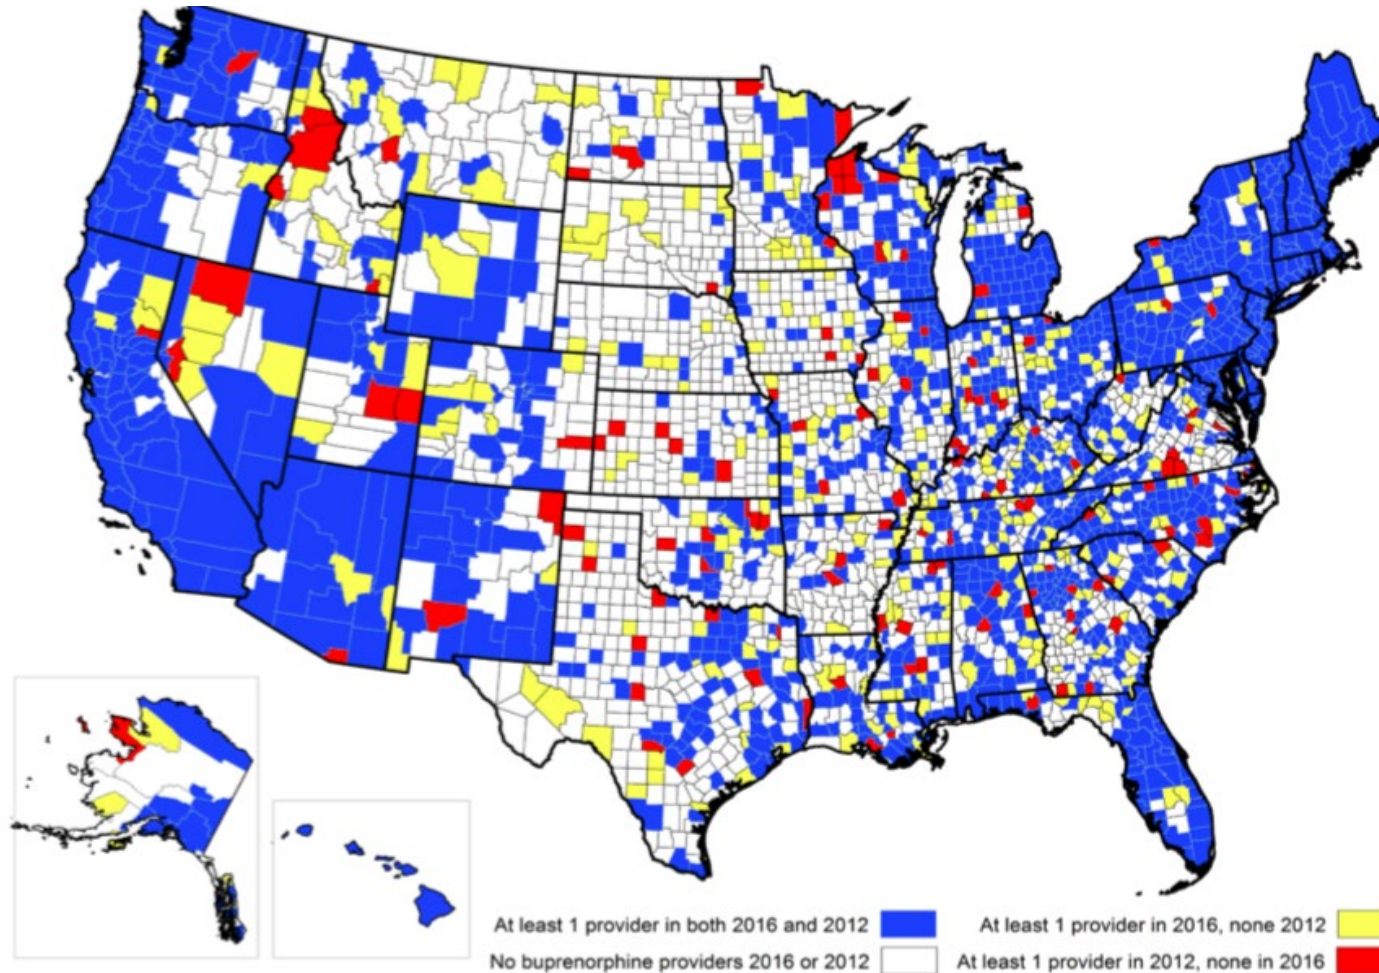 At least 1 provider in both 2016 and 2012
At least 1 provider in 2016, none 2012
No buprenorphine providers 2016 or 2012
At least 1 provider in 2012, none in 2016